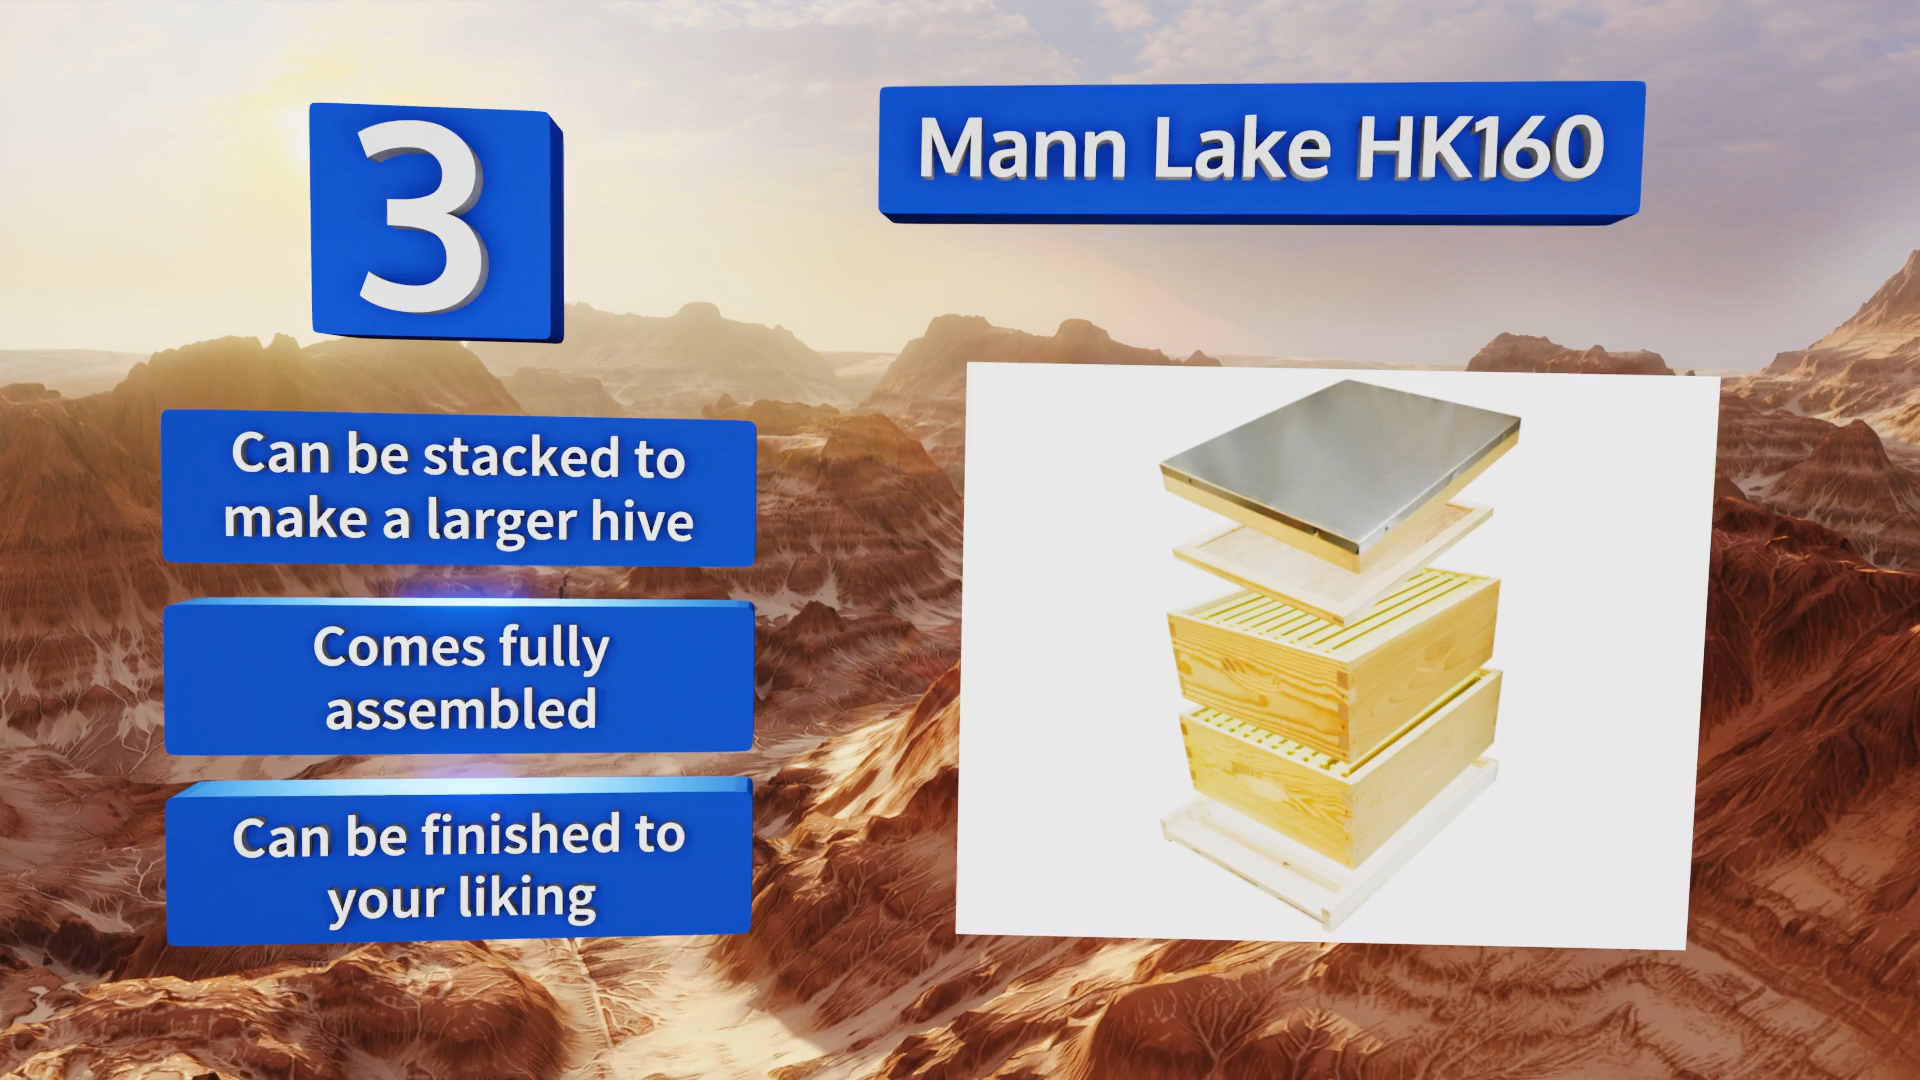 3
Mann Lake HK160
Can be stacked to
make a larger hive
Comes fully
assembled
Can be finished to
your liking